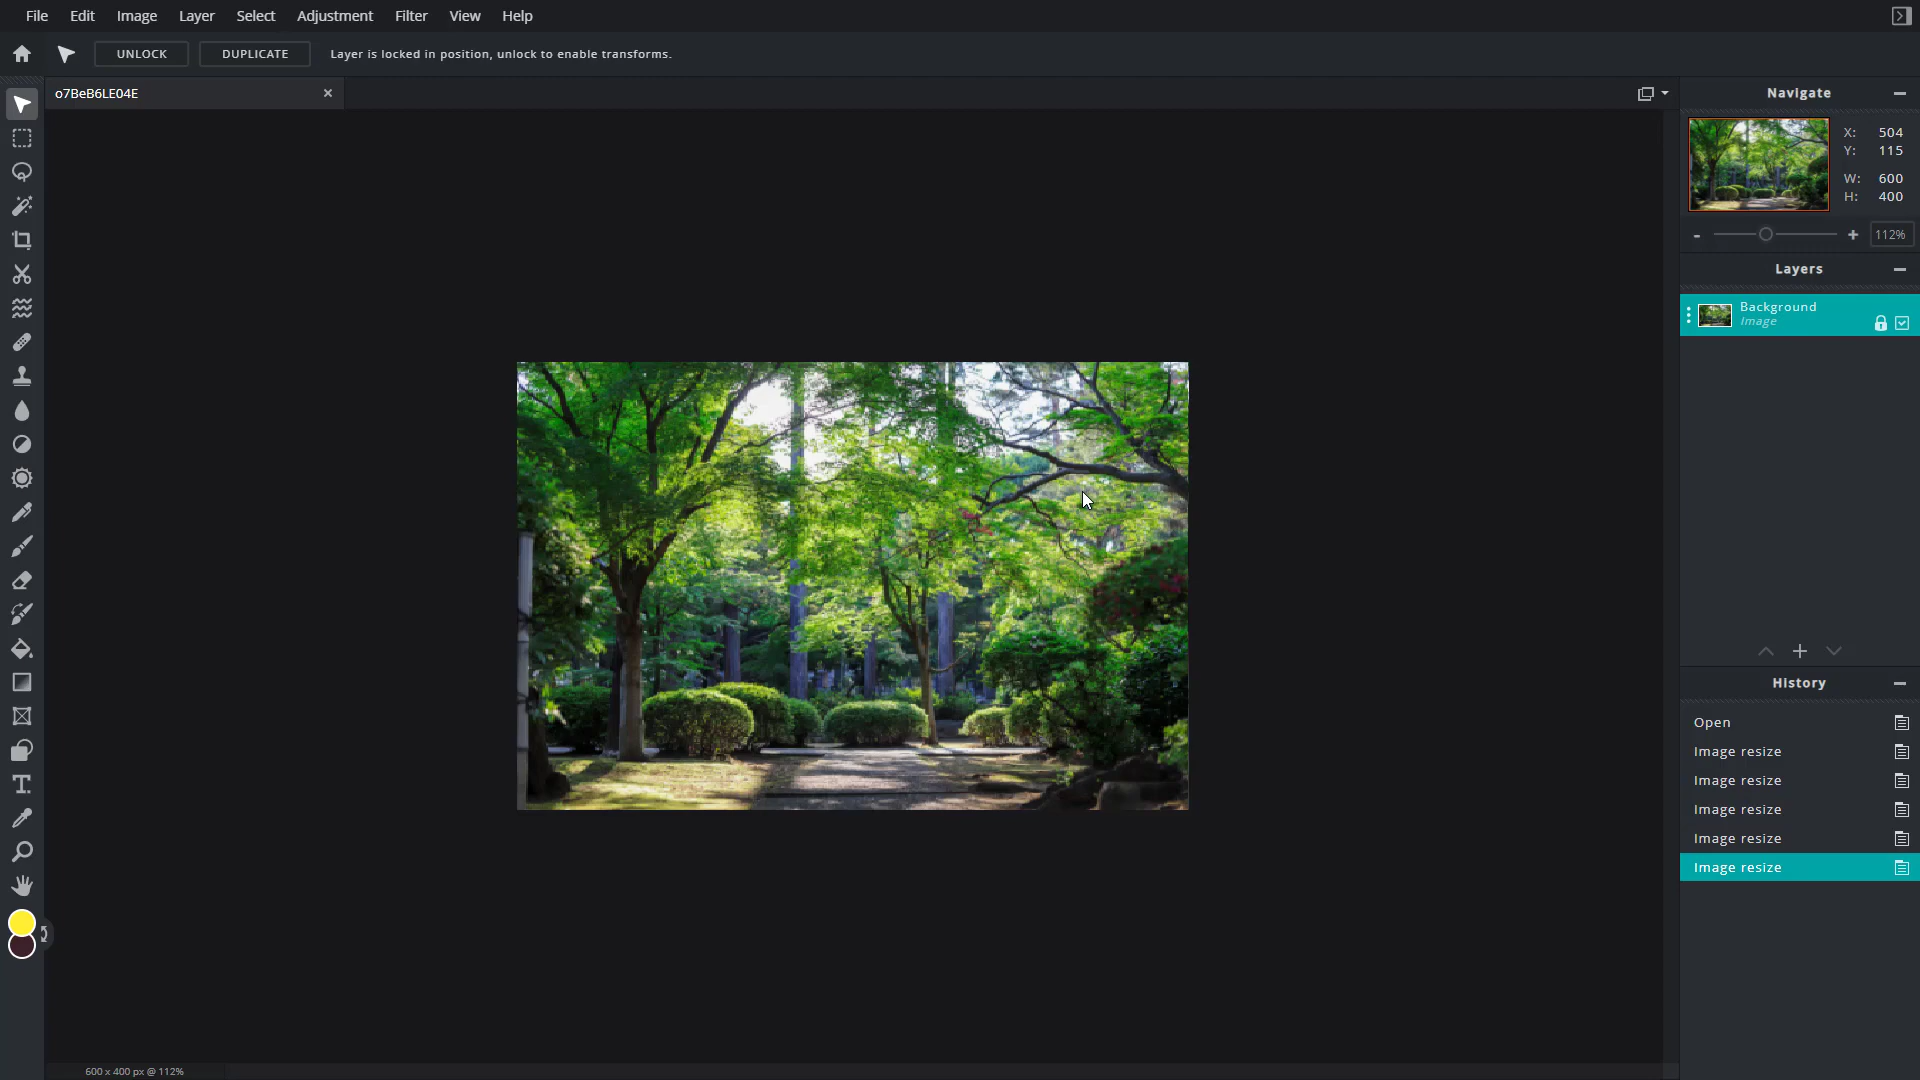 File Edit Image Layer Select Adjustment Filter View Help
UNLOCK DUPLICATE Layer is locked in position, unlock to enable transforms.
o7BeB6LE04E
Navigate
X: 504
Y: 115
W: 600
H: 400
- + 112%
Layers
Background
Image
History
Open
Image resize
Image resize
Image resize
Image resize
Image resize
600 x 400 px @ 112%